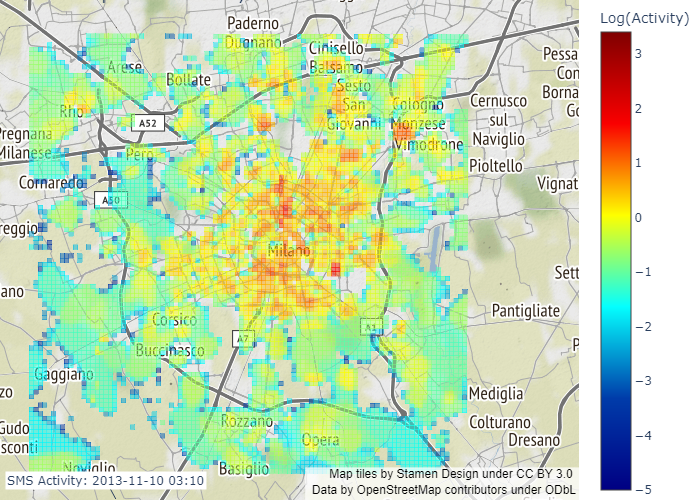 Log(Activity)
Paderno
Dugnano
Cinisello
Balsamo
Arese
Bollate
Sesto
San
Giovanni
Rho
A52
Cologno
Monzese
Vimodrone
Cernusco
sul
Naviglio
Pioltello
Pessa
Con
Borna
Go
Pregnana
Milanese
Pero
Cornaredo
A50
Vignat
reggio
Milano
Sett
ano
Pantigliate
Corsico
A1
A7
P
Buccinasco
Gaggiano
zo
Mediglia
Colturano
Dresano
Rozzano
Opera
Gudo
sconti
Noviglio
Basiglio
3
2
1
0
−1
−2
−3
−4
−5
SMS Activity: 2013-11-10 03:10
Map tiles by Stamen Design under CC BY 3.0
Data by OpenStreetMap contributors under ODbL